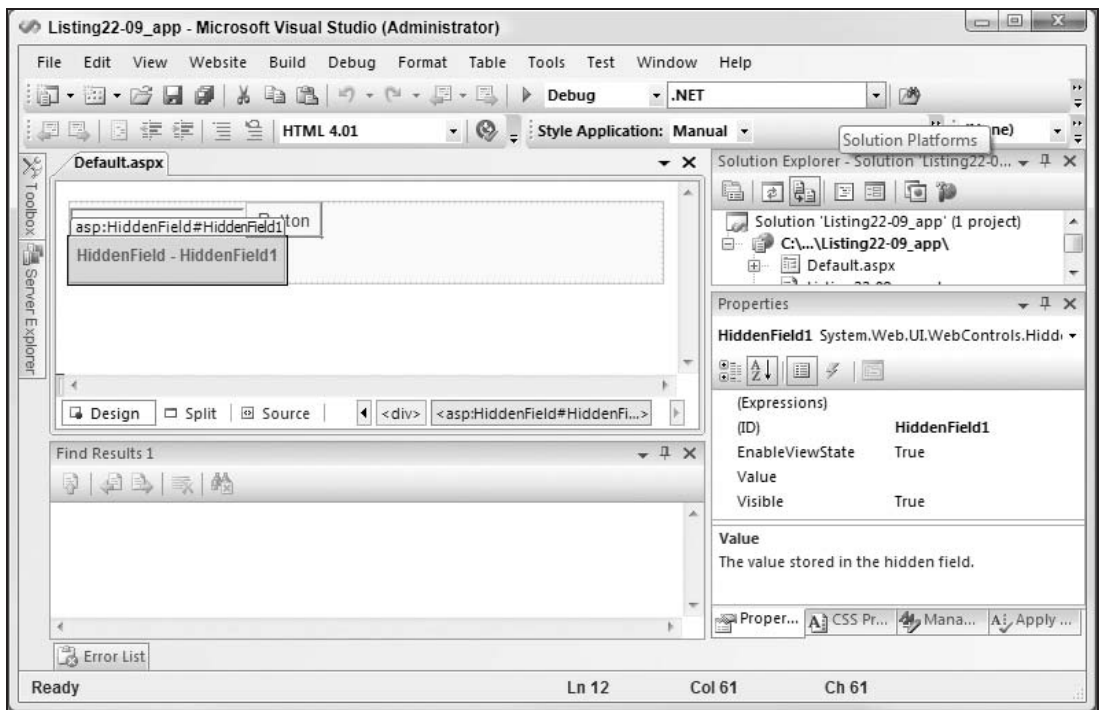 Listing22-09_app - Microsoft Visual Studio (Administrator)
File Edit View Website Build Debug Format Table Tools Test Window Help
Debug .NET
HTML 4.01 Style Application: Manual
Solution Platforms
Toolbox
Server Explorer
Default.aspx
asp:HiddenField#HiddenField1
HiddenField - HiddenField1
Design Split Source <div> <asp:HiddenField#HiddenFi...>
Find Results 1
Error List
Solution Explorer - Solution 'Listing22-0...
Solution 'Listing22-09_app' (1 project)
C:\...\Listing22-09_app\
Default.aspx
Properties
HiddenField1 System.Web.UI.WebControls.Hidd
(Expressions)
(ID) HiddenField1
EnableViewState True
Value
Visible True
Value
The value stored in the hidden field.
Proper... CSS Pr... Mana... Apply ...
Ready Ln 12 Col 61 Ch 61